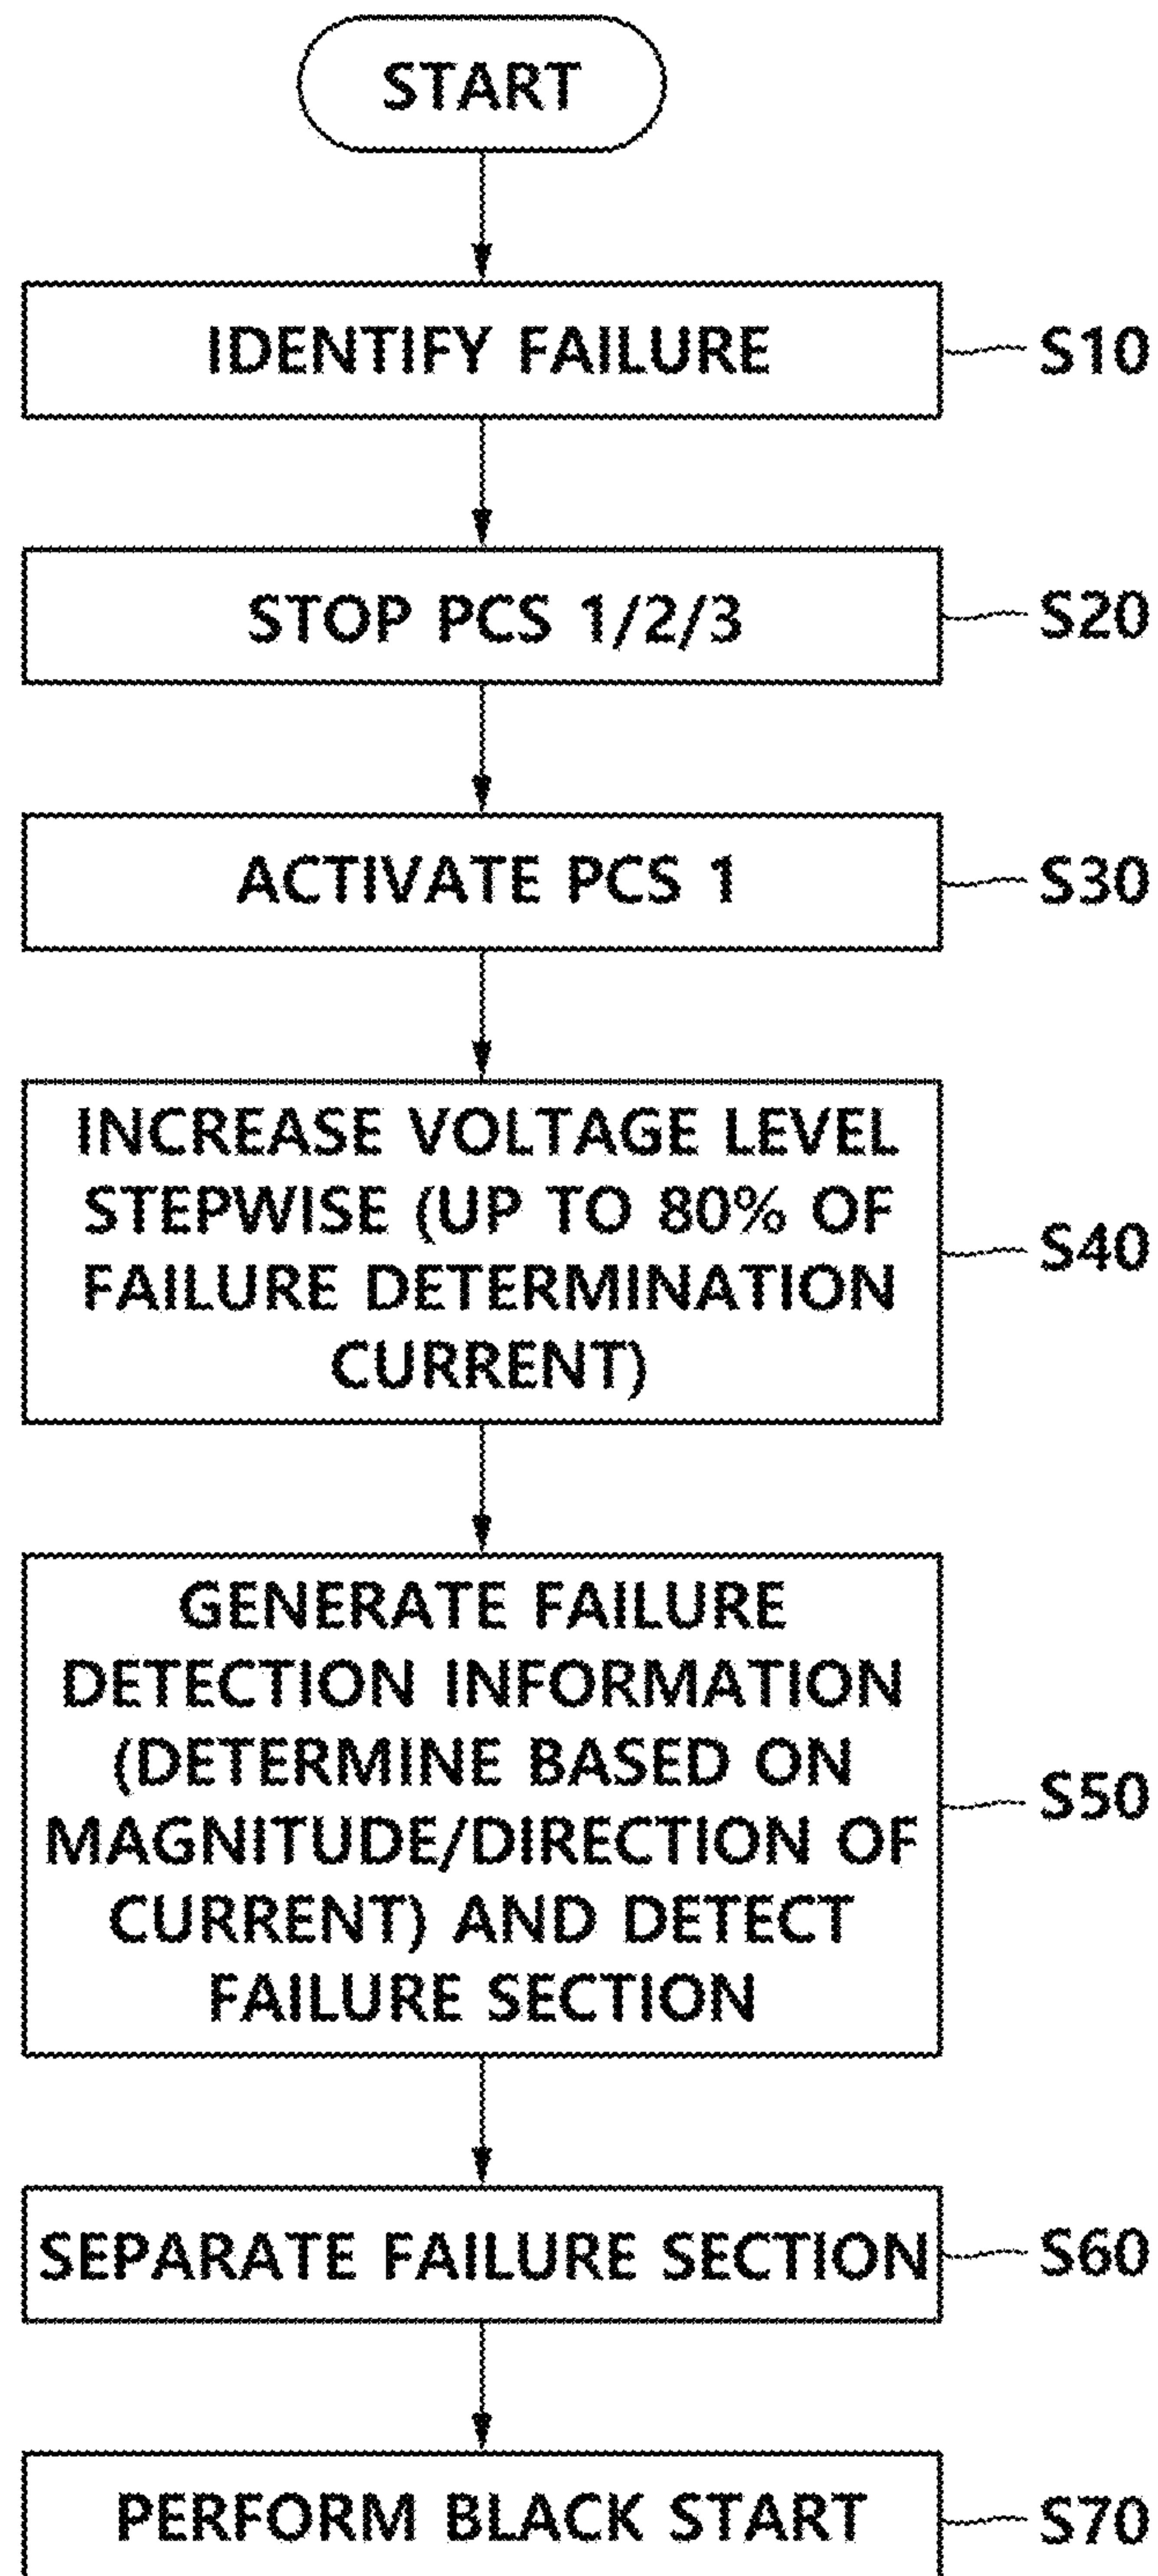 START
IDENTIFY FAILURE
S10
STOP PCS 1/2/3
S20
ACTIVATE PCS 1
S30
INCREASE VOLTAGE LEVEL
STEPWISE (UP TO 80% OF
FAILURE DETERMINATION
CURRENT)
S40
GENERATE FAILURE
DETECTION INFORMATION
(DETERMINE BASED ON
MAGNITUDE/DIRECTION OF
CURRENT) AND DETECT
FAILURE SECTION
S50
SEPARATE FAILURE SECTION
S60
PERFORM BLACK START
S70